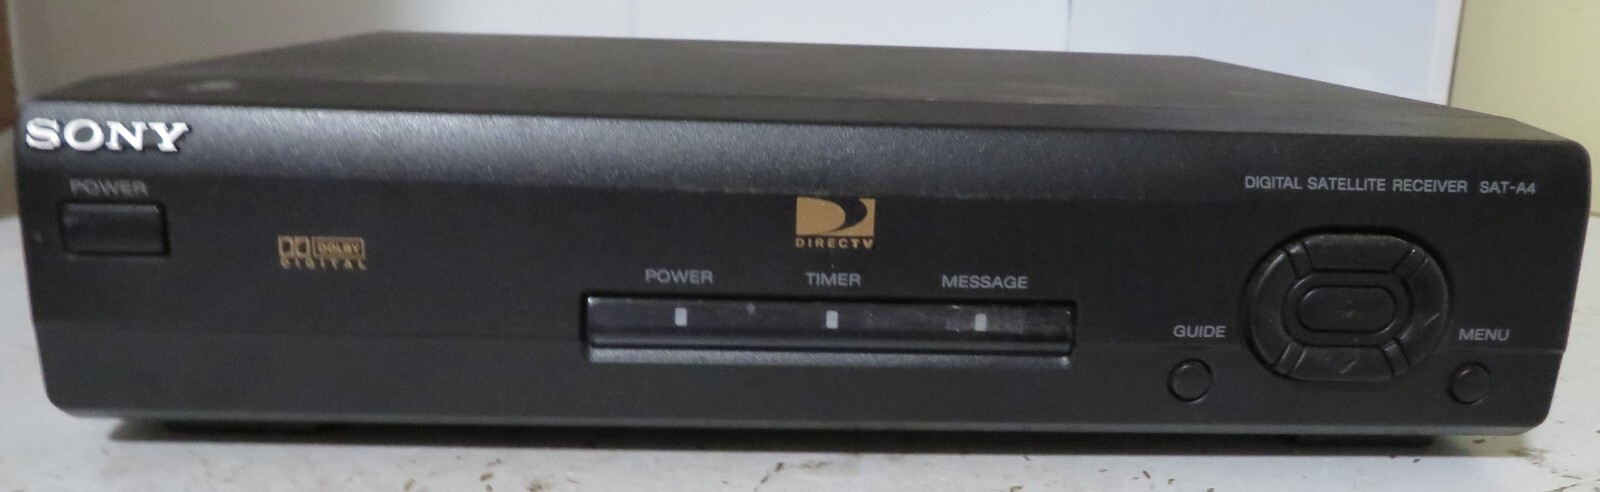 SONY
POWER
DIGITAL SATELLITE RECEIVER SAT-A4
DOLBY
DIGITAL
DIRECTV
POWER TIMER MESSAGE
GUIDE
MENU